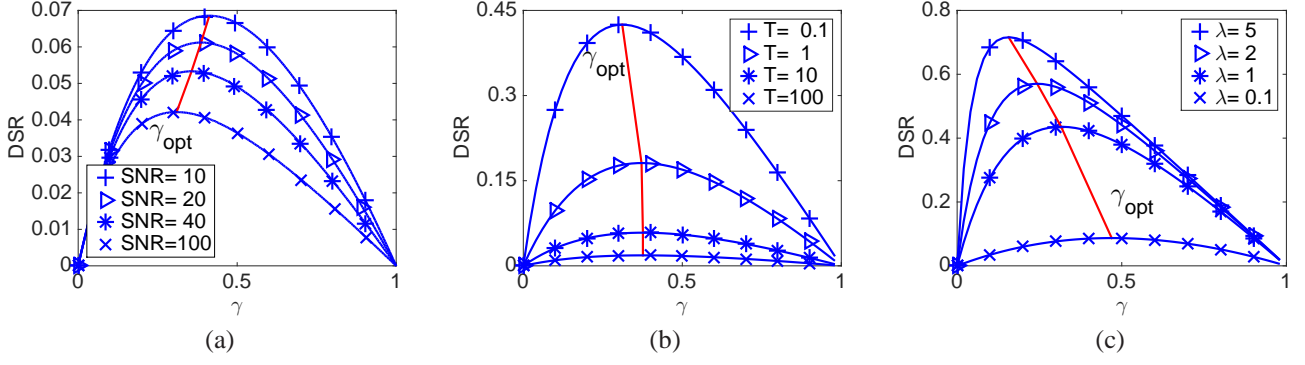 0.07
0.06
0.05
0.04
0.03
0.02
0.01
0
DSR
γopt
SNR= 10
SNR= 20
SNR= 40
SNR=100
0 0.5 1
γ
(a)
0.45
0.3
0.15
0
DSR
γopt
T= 0.1
T= 1
T= 10
T=100
0 0.5 1
γ
(b)
0.8
0.6
0.4
0.2
0
DSR
γopt
λ= 5
λ= 2
λ= 1
λ= 0.1
0 0.5 1
γ
(c)